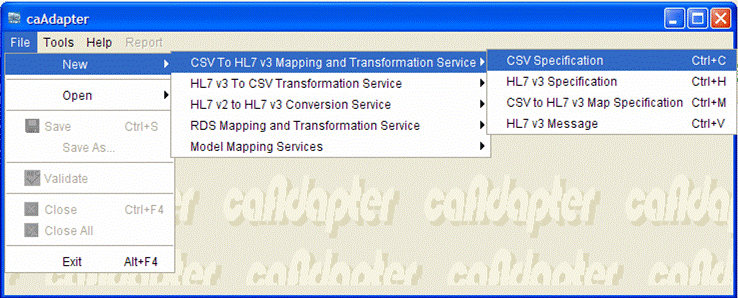 caAdapter
File Tools Help Report
New
Open
Save Ctrl+S
Save As...
Validate
Close Ctrl+F4
Close All
Exit Alt+F4
CSV To HL7 v3 Mapping and Transformation Service
HL7 v3 To CSV Transformation Service
HL7 v2 to HL7 v3 Conversion Service
RDS Mapping and Transformation Service
Model Mapping Services
CSV Specification Ctrl+C
HL7 v3 Specification Ctrl+H
CSV to HL7 v3 Map Specification Ctrl+M
HL7 v3 Message Ctrl+V
caAdapter caAdapter caAdapter
caAdapter caAdapter caAdapter